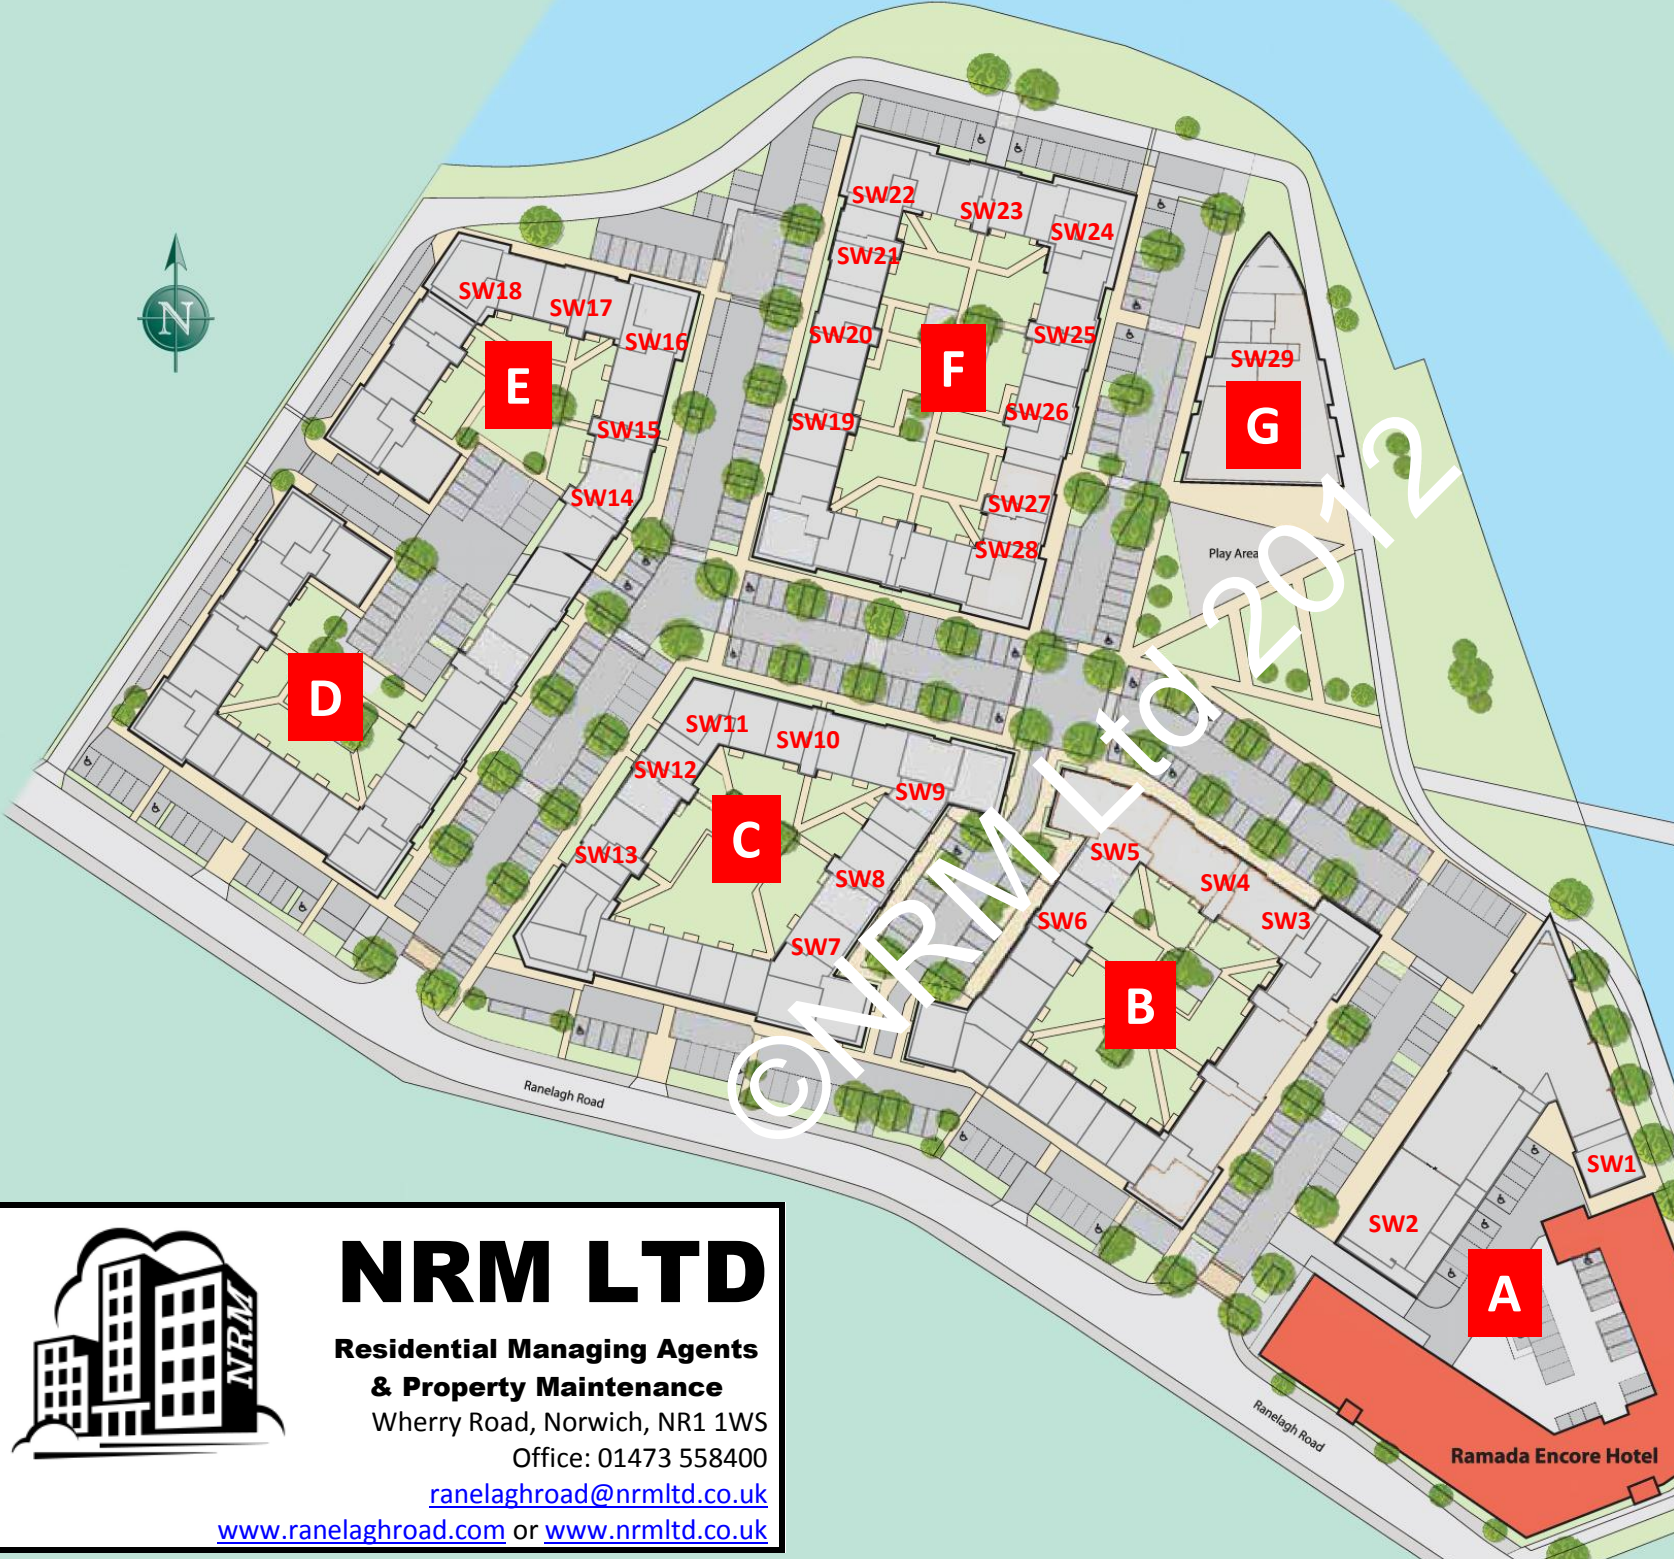 N
SW22
SW23
SW24
SW21
SW18
SW17
SW16
SW20
SW25
SW29
E
F
G
SW15
SW19
SW26
SW14
SW27
SW28
Play Area
D
SW11
SW10
SW12
SW9
C
SW13
SW8
SW7
SW5
SW4
SW6
SW3
B
©NRM Ltd 2012
Ranelagh Road
SW1
SW2
A
Ranelagh Road
Ramada Encore Hotel
NRM
NRM LTD
Residential Managing Agents
& Property Maintenance
Wherry Road, Norwich, NR1 1WS
Office: 01473 558400
ranelaghroad@nrmltd.co.uk
www.ranelaghroad.com or www.nrmltd.co.uk